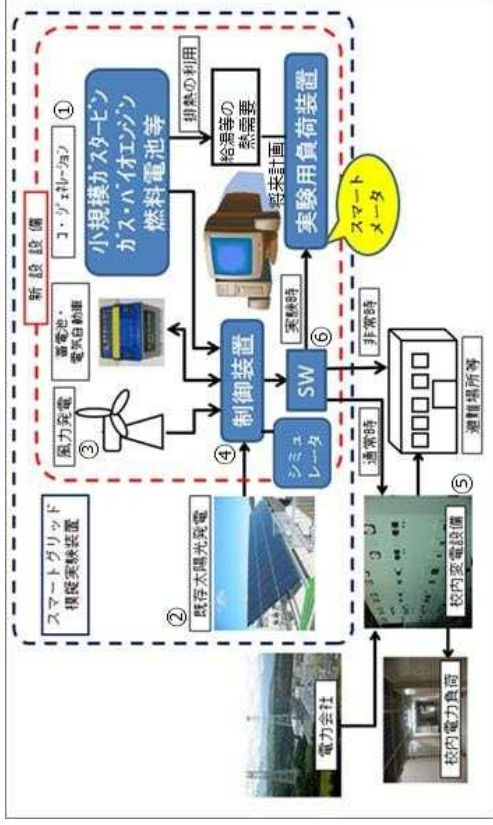 スマートグリッド
模擬実験装置
新設設備
風力発電
③
蓄電池・
電気自動車
コ・ジェネレーション
①
小規模ガスタービン
ガス・バイオエンジン
燃料電池等
排熱の利用
給湯等の
熱需要
②
既存太陽光発電
④
制御装置
シミュ
レータ
将来計画
SW
⑥
実験時
実験用負荷装置
スマート
メータ
電力会社
通常時
非常時
校内電力負荷
校内変電設備
⑤
避難場所等